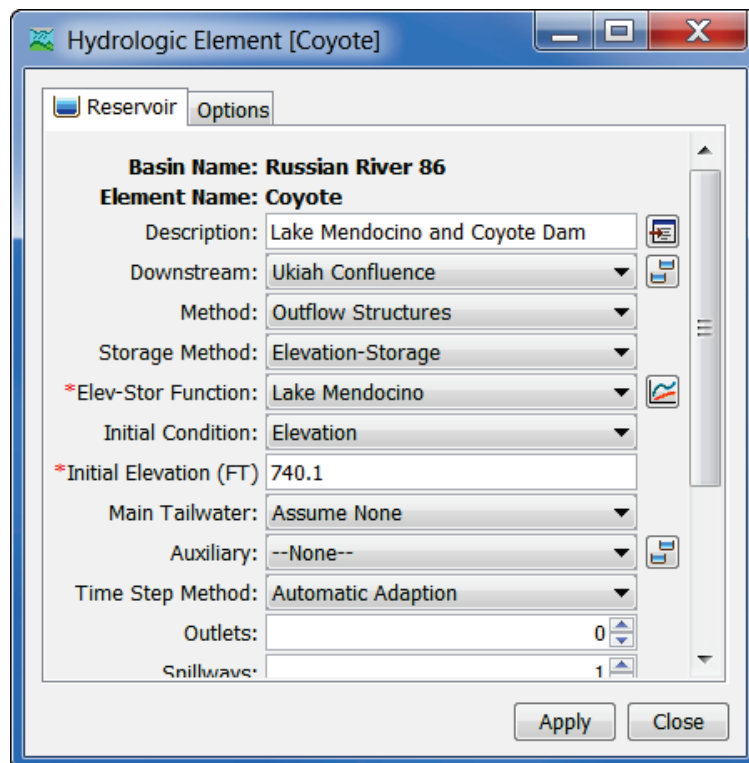 Hydrologic Element [Coyote]
Reservoir Options
Basin Name: Russian River 86
Element Name: Coyote
Description: Lake Mendocino and Coyote Dam
Downstream: Ukiah Confluence
Method: Outflow Structures
Storage Method: Elevation-Storage
*Elev-Stor Function: Lake Mendocino
Initial Condition: Elevation
*Initial Elevation (FT) 740.1
Main Tailwater: Assume None
Auxiliary: --None--
Time Step Method: Automatic Adaption
Outlets: 0
Spillways: 1
Apply Close